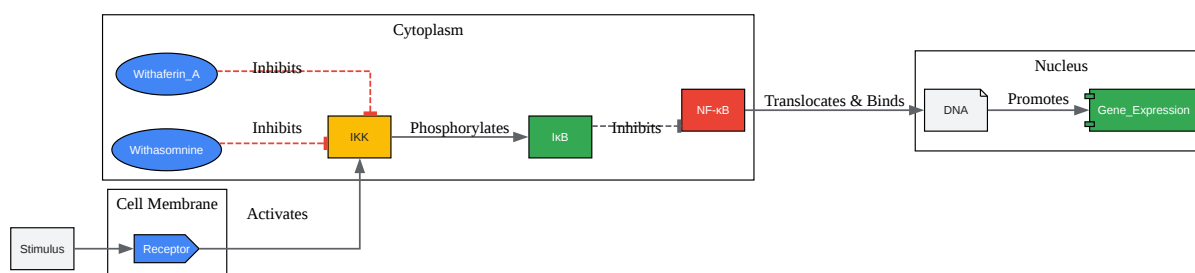 Cytoplasm
Withaferin_A
Inhibits
Withasomnine
Inhibits
IKK
Phosphorylates
IκB
Inhibits
NF-κB
Translocates & Binds
Nucleus
DNA
Promotes
Gene_Expression
Cell Membrane
Stimulus
Receptor
Activates